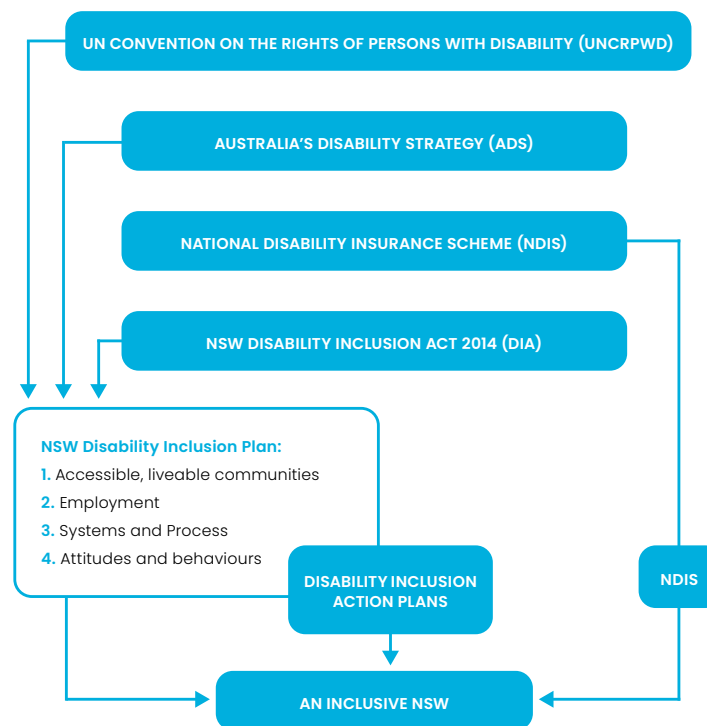 UN CONVENTION ON THE RIGHTS OF PERSONS WITH DISABILITY (UNCRPWD)
AUSTRALIA’S DISABILITY STRATEGY (ADS)
NATIONAL DISABILITY INSURANCE SCHEME (NDIS)
NSW DISABILITY INCLUSION ACT 2014 (DIA)
NSW Disability Inclusion Plan:
1. Accessible, liveable communities
2. Employment
3. Systems and Process
4. Attitudes and behaviours
DISABILITY INCLUSION
ACTION PLANS
NDIS
AN INCLUSIVE NSW